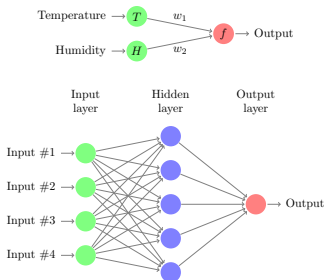 Temperature T w₁
f Output
Humidity H w₂
Input layer
Hidden layer
Output layer
Input #1
Input #2
Input #3
Output
Input #4